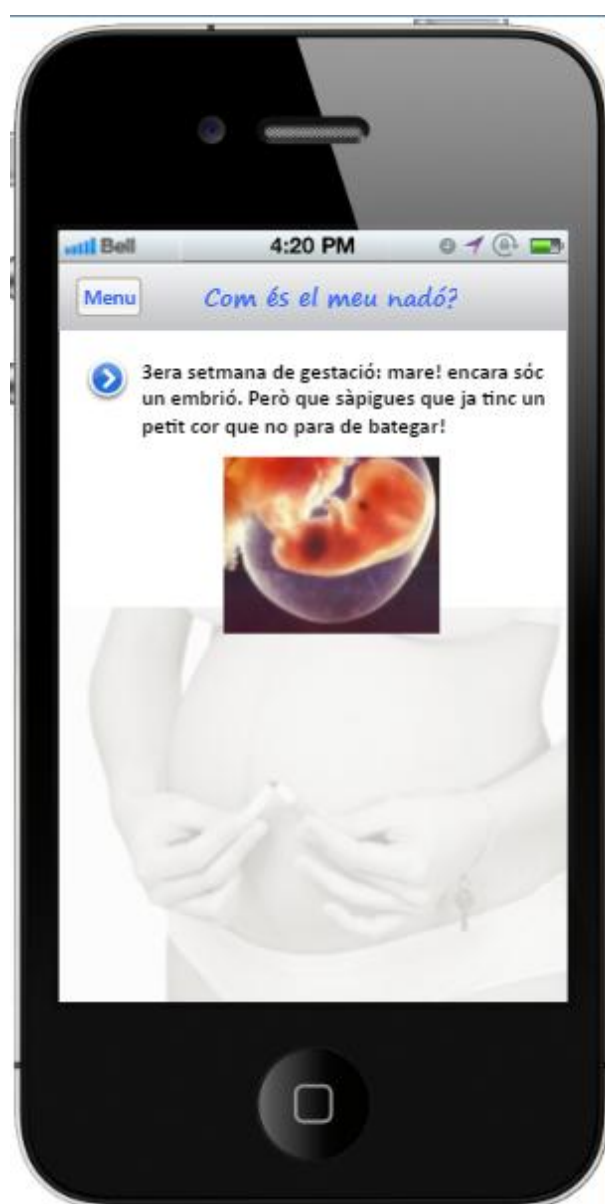 Bell 4:20 PM
Menu Com és el meu nadó?
3era setmana de gestació: mare! encara sóc
un embrió. Però que sàpigues que ja tinc un
petit cor que no para de bategar!